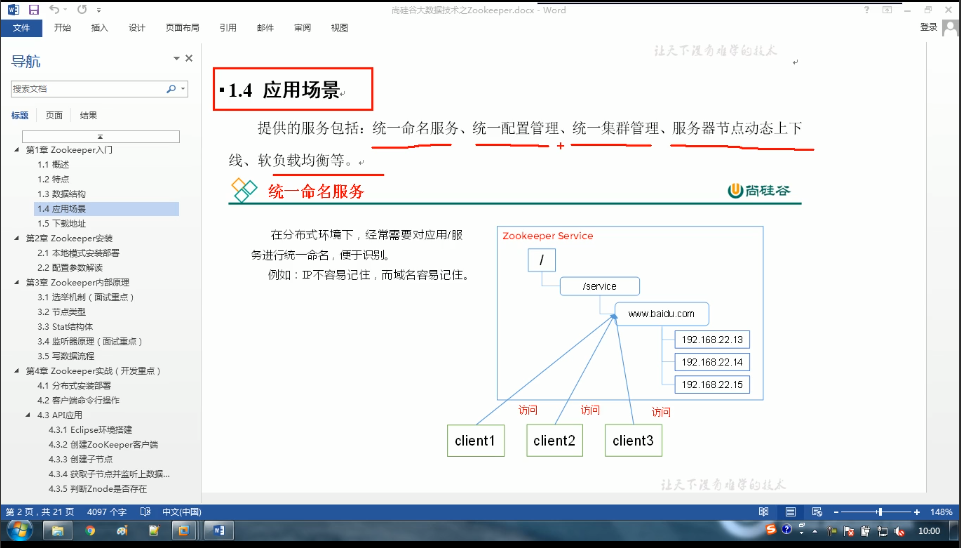 尚硅谷大数据技术之Zookeeper.docx - Word
文件 开始 插入 设计 页面布局 引用 邮件 审阅 视图 登录
导航
搜索文档
标题 页面 结果
第1章 Zookeeper入门
1.1 概述
1.2 特点
1.3 数据结构
1.4 应用场景
1.5 下载地址
第2章 Zookeeper安装
2.1 本地模式安装部署
2.2 配置参数解读
第3章 Zookeeper内部原理
3.1 选举机制（面试重点）
3.2 节点类型
3.3 Stat结构体
3.4 监听器原理（面试重点）
3.5 写数据流程
第4章 Zookeeper实战（开发重点）
4.1 分布式安装部署
4.2 客户端命令行操作
4.3 API应用
4.3.1 Eclipse环境搭建
4.3.2 创建ZooKeeper客户端
4.3.3 创建子节点
4.3.4 获取子节点并监听上数据...
4.3.5 判断Znode是否存在
让天下没有难学的技术
1.4 应用场景
提供的服务包括：统一命名服务、统一配置管理、统一集群管理、服务器节点动态上下
线、软负载均衡等。
统一命名服务
尚硅谷
在分布式环境下，经常需要对应用/服
务进行统一命名，便于识别。
例如：IP不容易记住，而域名容易记住。
Zookeeper Service
/
/service
www.baidu.com
192.168.22.13
192.168.22.14
192.168.22.15
访问 访问 访问
client1 client2 client3
让天下没有难学的技术
第 2 页，共 21 页 4097 个字 中文(中国) 148%
10:00